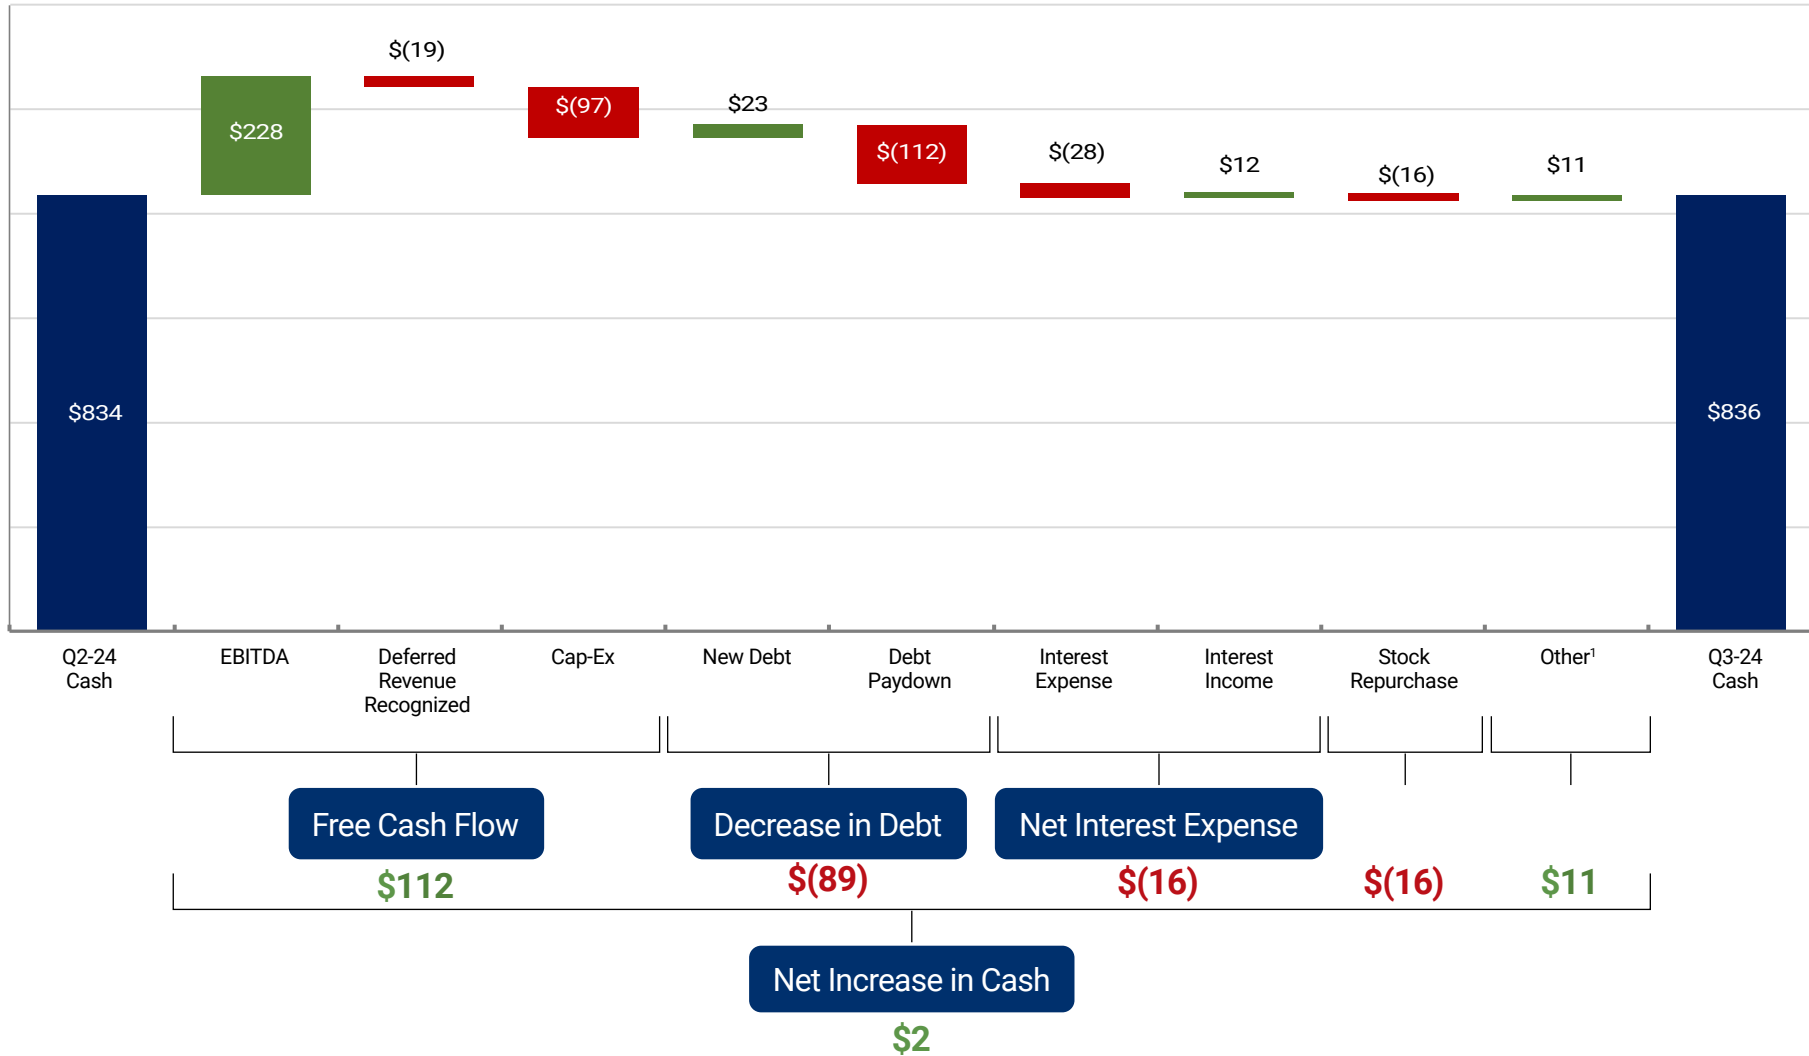 $(19)
$228
$(97)
$23
$(112)
$(28)
$12
$(16)
$11
$834
$836
Q2-24
Cash
EBITDA
Deferred
Revenue
Recognized
Cap-Ex
New Debt
Debt
Paydown
Interest
Expense
Interest
Income
Stock
Repurchase
Other¹
Q3-24
Cash
Free Cash Flow
Decrease in Debt
Net Interest Expense
$112
$(89)
$(16)
$(16)
$11
Net Increase in Cash
$2